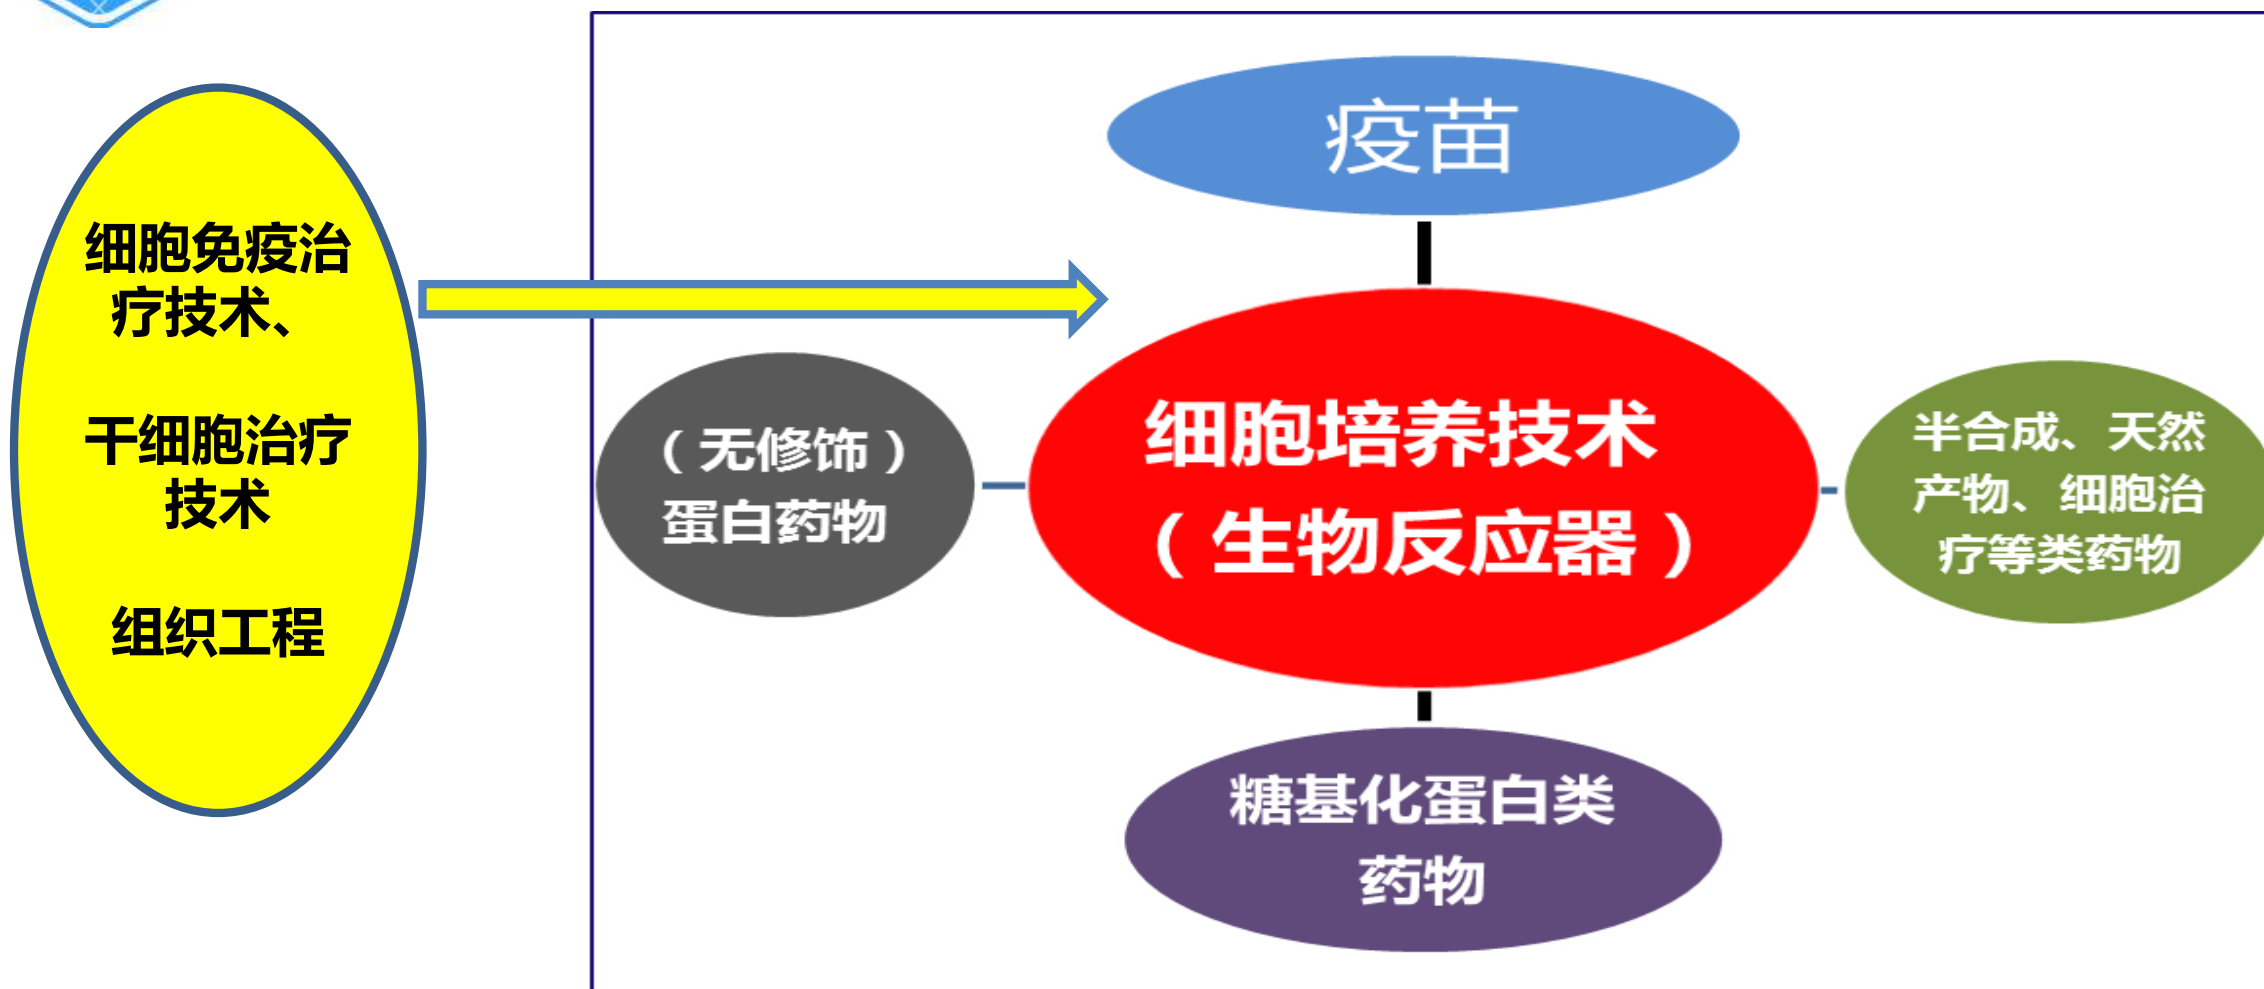 细胞免疫治
疗技术、
干细胞治疗
技术
组织工程
疫苗
（无修饰）
蛋白药物
细胞培养技术
（生物反应器）
半合成、天然
产物、细胞治
疗等类药物
糖基化蛋白类
药物